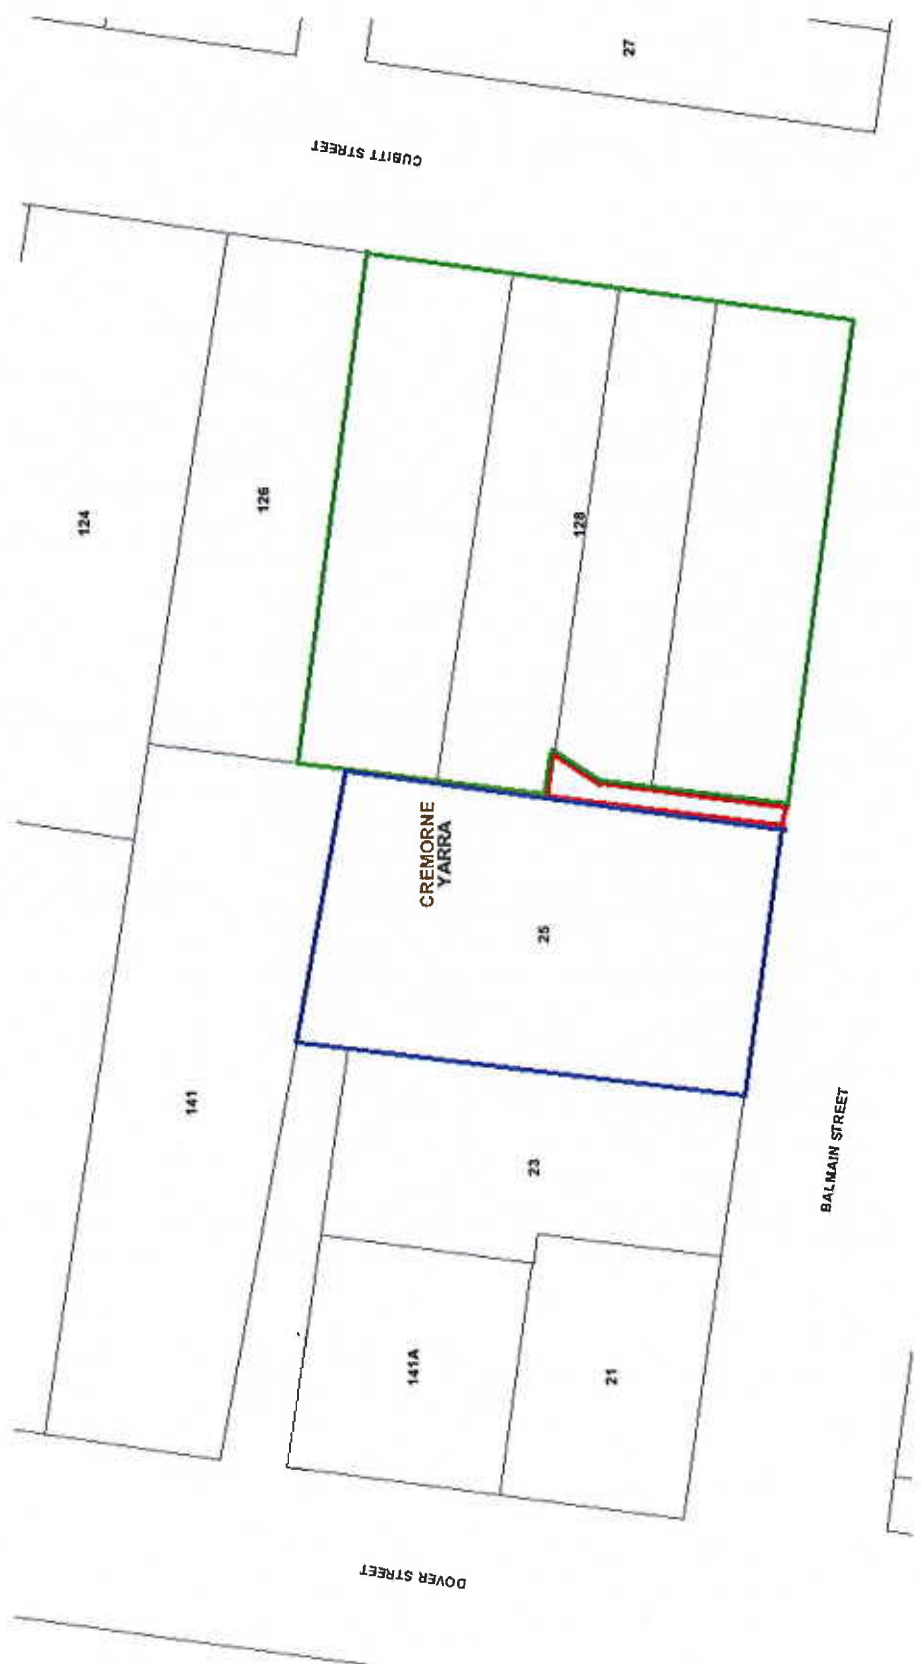 27
CUBITT STREET
124
126
128
CREMORNE
YARRA
25
141
23
BALMAIN STREET
141A
21
DOVER STREET